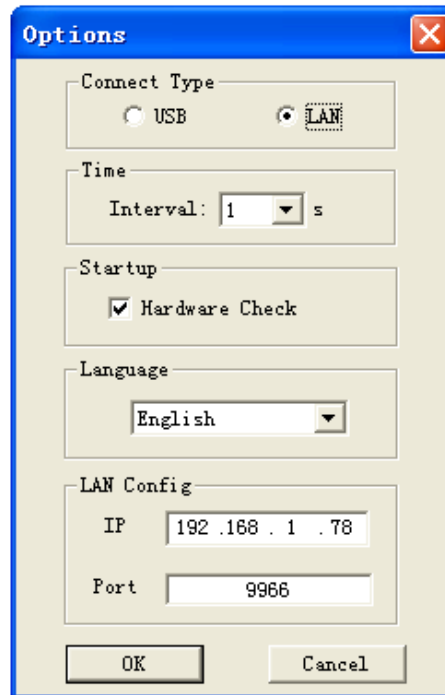 Options
Connect Type
USB LAN
Time
Interval: 1 s
Startup
Hardware Check
Language
English
LAN Config
IP 192 .168 . 1 .78
Port 9966
OK Cancel